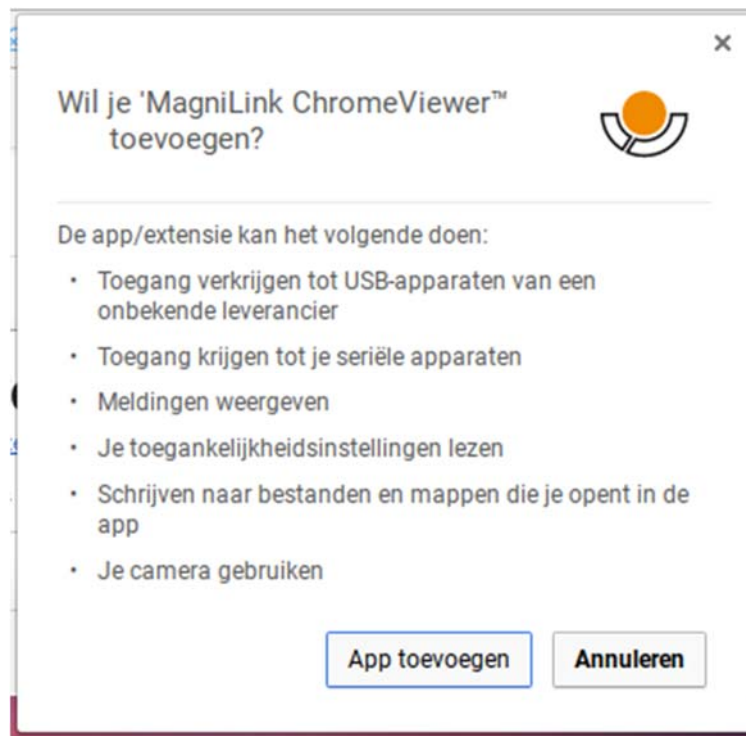 Wil je 'MagniLink ChromeViewer™
toevoegen?
De app/extensie kan het volgende doen:
• Toegang verkrijgen tot USB-apparaten van een
onbekende leverancier
• Toegang krijgen tot je seriële apparaten
• Meldingen weergeven
• Je toegankelijkheidsinstellingen lezen
• Schrijven naar bestanden en mappen die je opent in de
app
• Je camera gebruiken
App toevoegen
Annuleren